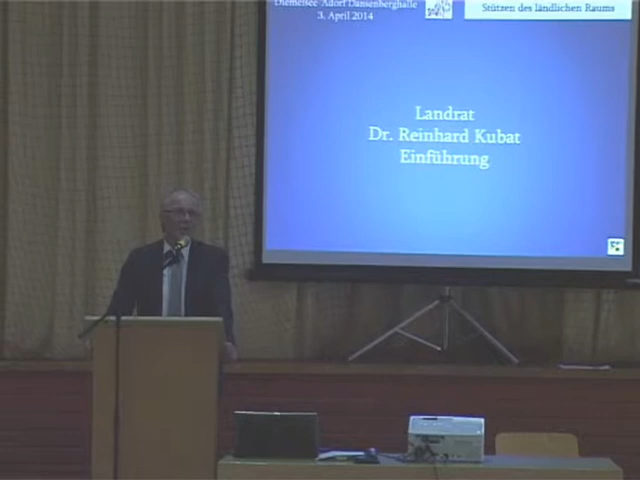 Diemelsee-Adorf Dansenberghalle
3. April 2014
Stützen des ländlichen Raums
Landrat
Dr. Reinhard Kubat
Einführung